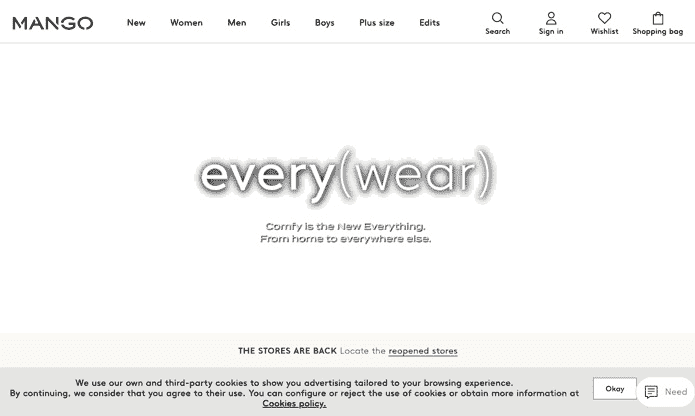 MANGO
New Women Men Girls Boys Plus size Edits
Search Sign in Wishlist Shopping bag
every(wear)
Comfy is the New Everything.
From home to everywhere else.
THE STORES ARE BACK Locate the reopened stores
We use our own and third-party cookies to show you advertising tailored to your browsing experience.
By continuing, we consider that you agree to their use. You can configure or reject the use of cookies or obtain more information at
Cookies policy.
Okay
Need